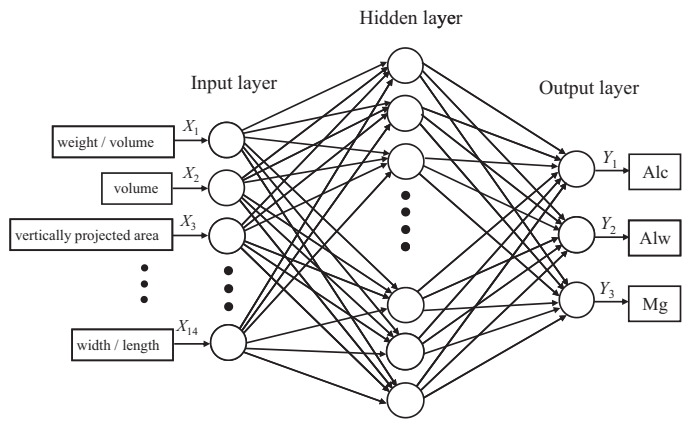 Hidden layer
Input layer
Output layer
weight / volume
X1
volume
X2
vertically projected area
X3
width / length
X14
Y1
Alc
Y2
Alw
Y3
Mg